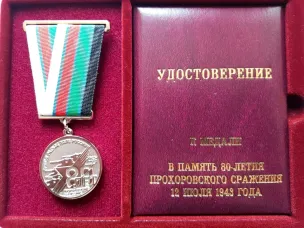 УДОСТОВЕРЕНИЕ
К МЕДАЛИ
В ПАМЯТЬ 80-ЛЕТИЯ
ПРОХОРОВСКОГО СРАЖЕНИЯ
12 ИЮЛЯ 1943 ГОДА